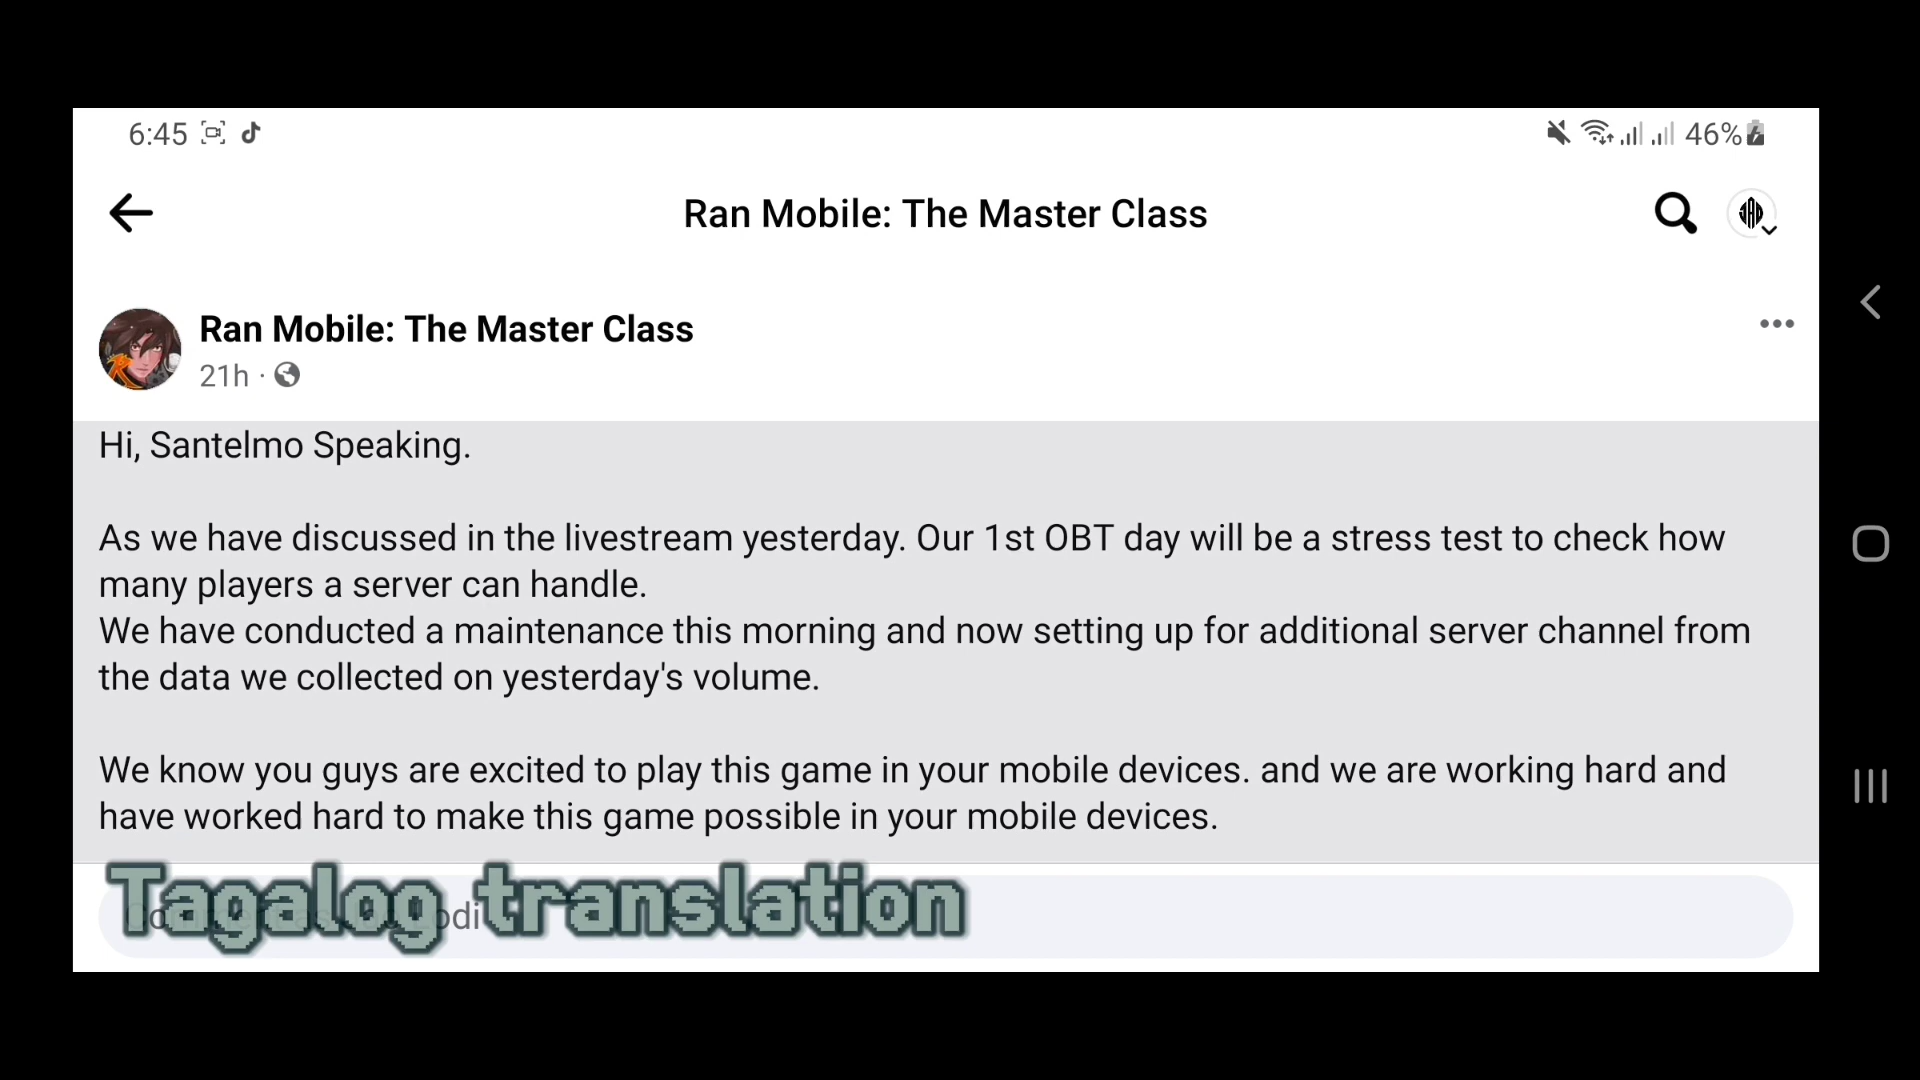 6:45 46%
Ran Mobile: The Master Class
Ran Mobile: The Master Class
21h ·
Hi, Santelmo Speaking.
As we have discussed in the livestream yesterday. Our 1st OBT day will be a stress test to check how
many players a server can handle.
We have conducted a maintenance this morning and now setting up for additional server channel from
the data we collected on yesterday's volume.
We know you guys are excited to play this game in your mobile devices. and we are working hard and
have worked hard to make this game possible in your mobile devices.
Tagalog translation